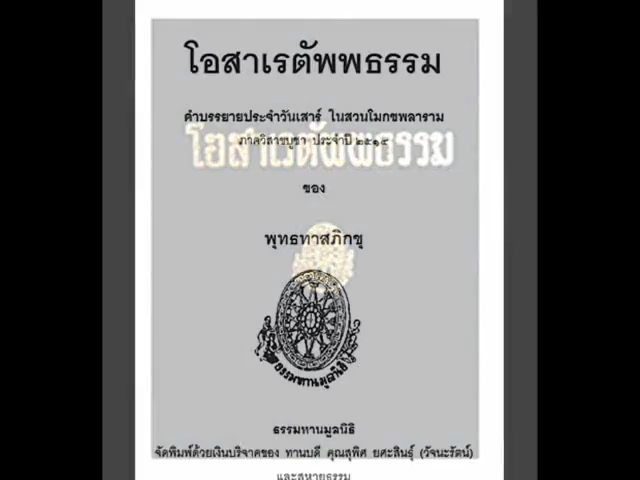 โอสาเรตัพพธรรม
คำบรรยายประจำวันเสาร์ ในสวนโมกขพลาราม
โอสาเรตัพพธรรม
ภาควิสาขบูชา ประจำปี ๒๕๑๕
ของ
พุทธทาสภิกขุ
ธรรมทานมูลนิธิ
ธรรมทานมูลนิธิ
จัดพิมพ์ด้วยเงินบริจาคของ ทานบดี คุณสุพิศ ยศะสินธุ์ (วัจนะรัตน์)
และสหายธรรม